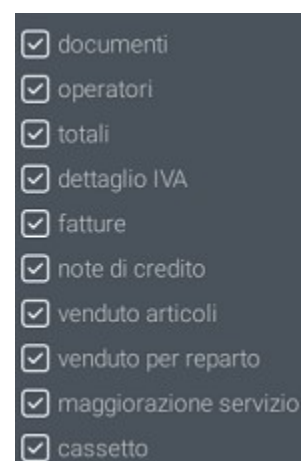 documenti
operatori
totali
dettaglio IVA
fatture
note di credito
venduto articoli
venduto per reparto
maggiorazione servizio
cassetto